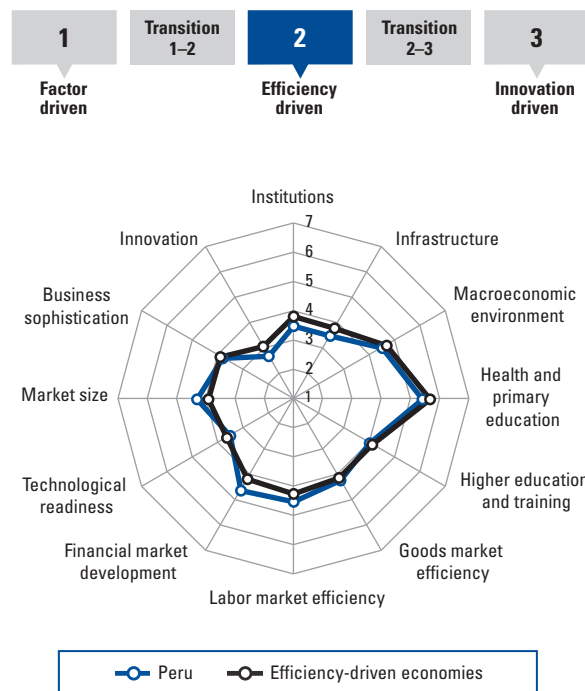 1
Transition
1–2
2
Transition
2–3
3
Factor
driven
Efficiency
driven
Innovation
driven
Institutions
7
6
5
4
3
2
1
Infrastructure
Macroeconomic
environment
Health and
primary
education
Higher education
and training
Goods market
efficiency
Labor market efficiency
Financial market
development
Technological
readiness
Market size
Business
sophistication
Innovation
Peru
Efficiency-driven economies